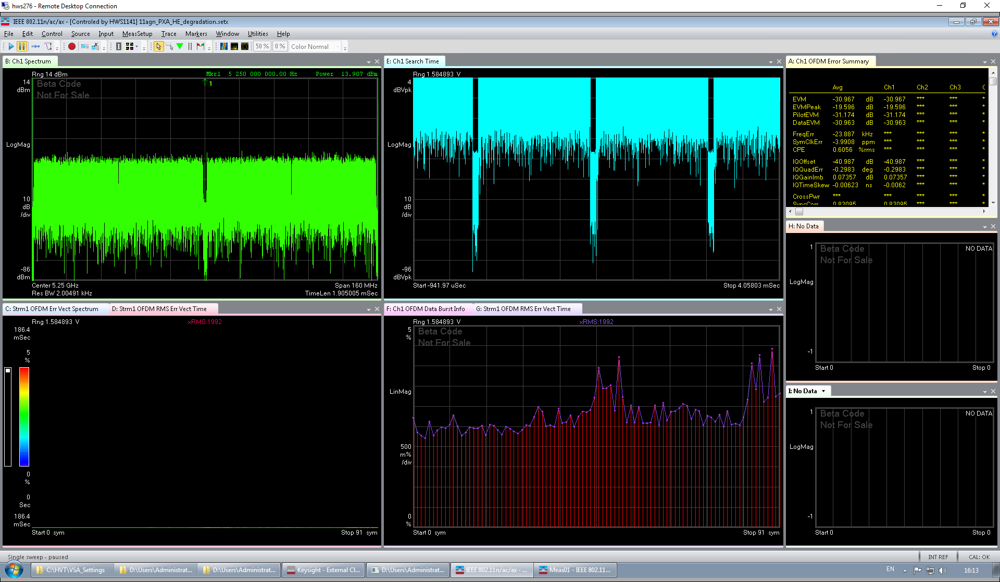 hws276 - Remote Desktop Connection
IEEE 802.11n/ac/ax - [Controled by HWS1141] 11agn_PXA_HE_degradation.setx
File Edit Control Source Input MeasSetup Trace Markers Window Utilities Help
50 % 0 % Color Normal
B: Ch1 Spectrum
Rng 14 dBm
Mkr1 5 250 000 000.00 Hz Power 13.907 dBm
14
dBm
Beta Code
Not For Sale
1
LogMag
10
dB
/div
-86
dBm
Center 5.25 GHz
Span 160 MHz
Res BW 2.00491 kHz
TimeLen 1.905005 mSec
E: Ch1 Search Time
Rng 1.584893 V
4
dBVpk
LogMag
10
dB
/div
-96
dBVpk
Start -941.97 uSec
Stop 4.05803 mSec
A: Ch1 OFDM Error Summary
Avg Ch1 Ch2 Ch3
EVM -30.967 dB -30.967 *** *** *
EVMPeak -19.596 dB -19.596 *** *** *
PilotEVM -31.174 dB -31.174 *** *** *
DataEVM -30.963 dB -30.963 *** *** *
FreqErr -23.887 kHz *** *** *** *
SymClkErr -3.9908 ppm *** *** *** *
CPE 0.6056 %rms *** *** *** *
IQOffset -40.987 dB -40.987 *** *** *
IQQuadErr -0.2983 deg -0.2983 *** *** *
IQGainImb 0.07357 dB 0.07357 *** *** *
IQTimeSkew -0.00623 ns -0.0062 *** *** *
CrossPwr *** *** *** *** *
SyncCorr 0.83095 0.83095 *** *** *
H: No Data
1
Beta Code
Not For Sale
NO DATA
LogMag
-1
Start 0
Stop 0
C: Strm1 OFDM Err Vect Spectrum
D: Strm1 OFDM RMS Err Vect Time
Rng 1.584893 V
xRMS:1992
186.4
mSec
5
%
0
%
0
Sec
186.4
mSec
Start 0 sym
Stop 91 sym
F: Ch1 OFDM Data Burst Info
G: Strm1 OFDM RMS Err Vect Time
Rng 1.584893 V
xRMS:1992
5
%
Beta Code
Not For Sale
LinMag
500
m%
/div
0
%
Start 0 sym
Stop 91 sym
I: No Data
1
Beta Code
Not For Sale
NO DATA
LogMag
-1
Start 0
Stop 0
Single sweep - paused
INT REF
CAL: OK
C:\HVT\VSA_Settings
D:\Users\Administrat...
D:\Users\Administrat...
Keysight - External Cl...
D:\Users\Administrat...
IEEE 802.11n/ac/ax - ...
Meas01 - IEEE 802.11...
EN
16:13